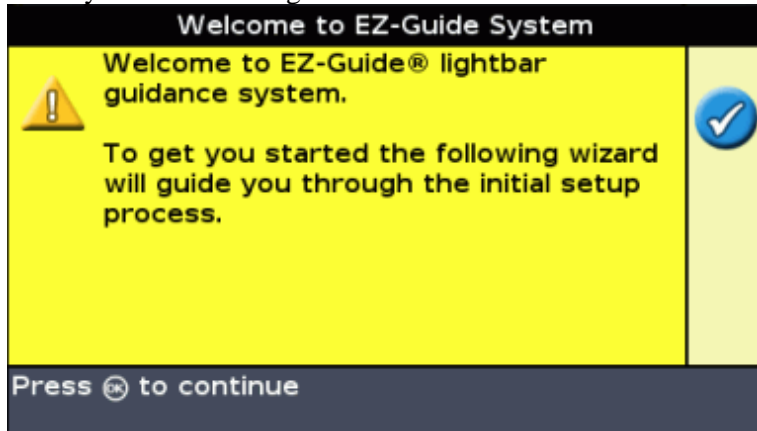 Welcome to EZ-Guide System
Welcome to EZ-Guide® lightbar
guidance system.
To get you started the following wizard
will guide you through the initial setup
process.
Press OK to continue